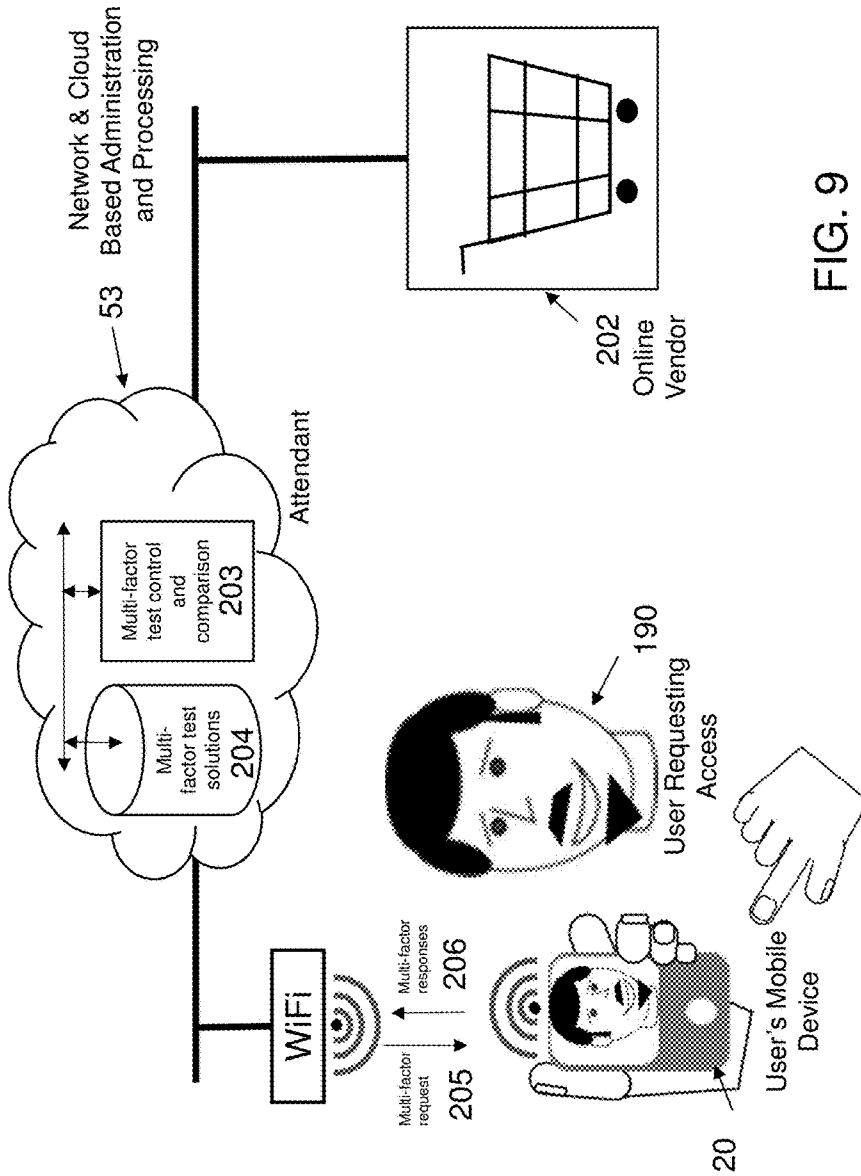 Network & Cloud
53 Based Administration
and Processing
Attendant
Multi-
factor test
solutions
204
Multi-factor
test control
and
comparison
203
WiFi
Multi-factor
request
205
Multi-factor
responses
206
20
User's Mobile
Device
User Requesting
Access
190
202
Online
Vendor
FIG. 9